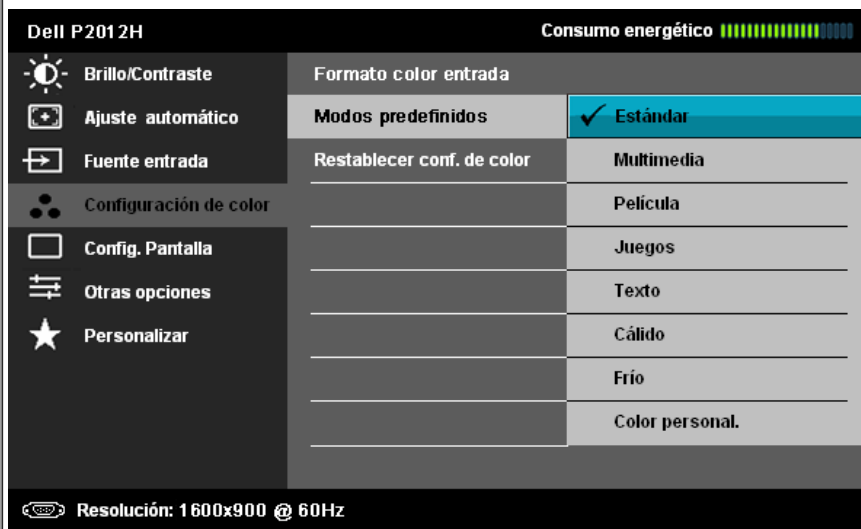 Dell P2012H
Consumo energético
Brillo/Contraste
Ajuste automático
Fuente entrada
Configuración de color
Config. Pantalla
Otras opciones
Personalizar
Formato color entrada
Modos predefinidos
Restablecer conf. de color
Estándar
Multimedia
Película
Juegos
Texto
Cálido
Frío
Color personal.
Resolución: 1600x900 @ 60Hz